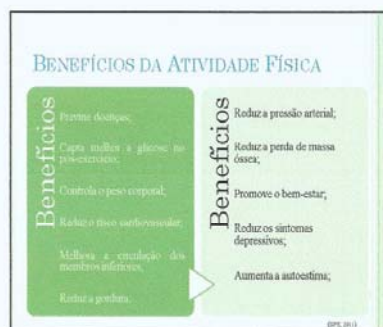 BENEFÍCIOS DA ATIVIDADE FÍSICA
Benefícios
Previne doenças;
Capta melhor a glicose no
pós-exercício;
Controla o peso corporal;
Reduz o risco cardiovascular;
Melhora a circulação dos
membros inferiores;
Reduz a gordura.
Benefícios
Reduz a pressão arterial;
Reduz a perda de massa
óssea;
Promove o bem-estar;
Reduz os sintomas
depressivos;
Aumenta a autoestima;